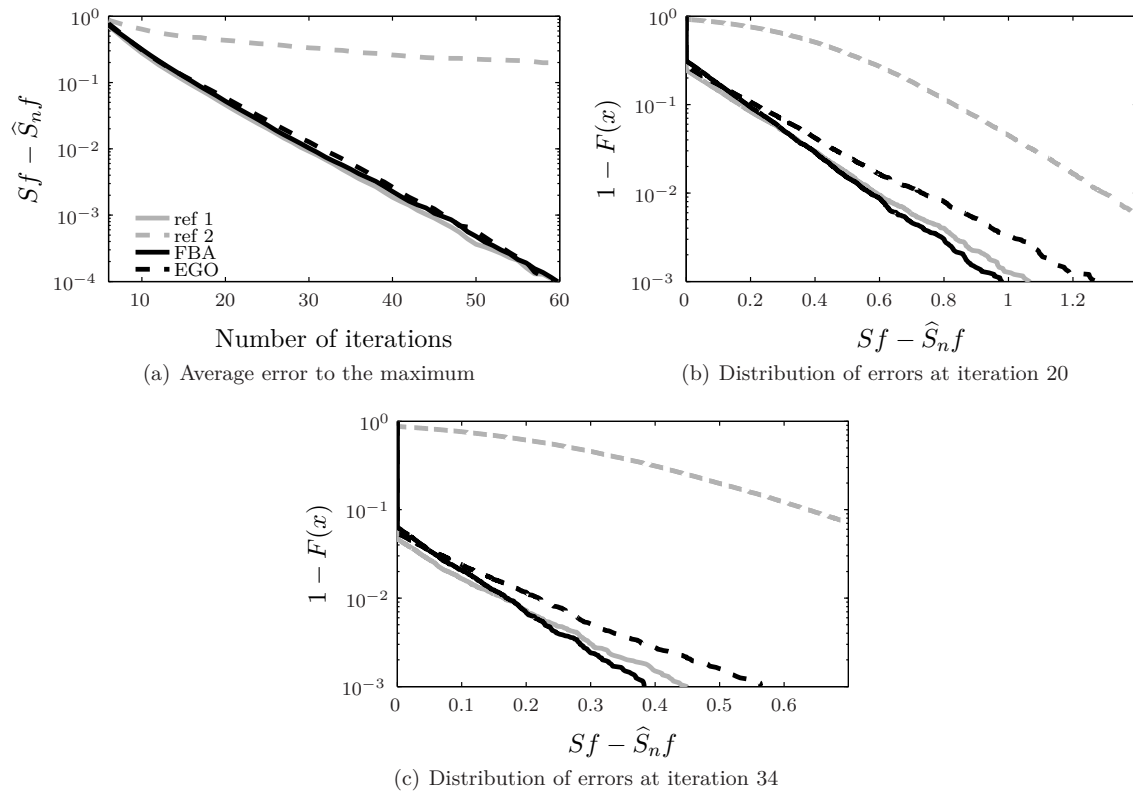 10^0
10^{-1}
10^{-2}
10^{-3}
10^{-4}
Sf − Ŝ_n f
ref 1
ref 2
FBA
EGO
10 20 30 40 50 60
Number of iterations
(a) Average error to the maximum
10^0
10^{-1}
10^{-2}
10^{-3}
1 − F(x)
0 0.2 0.4 0.6 0.8 1 1.2
Sf − Ŝ_n f
(b) Distribution of errors at iteration 20
10^0
10^{-1}
10^{-2}
10^{-3}
1 − F(x)
0 0.1 0.2 0.3 0.4 0.5 0.6
Sf − Ŝ_n f
(c) Distribution of errors at iteration 34